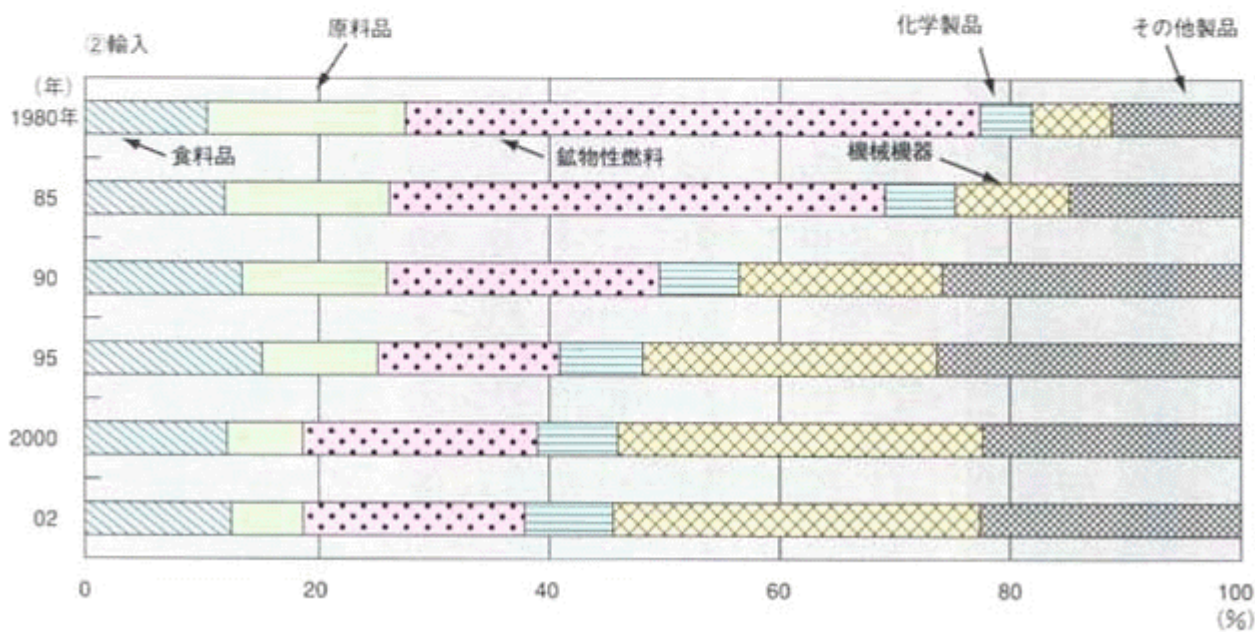 ②輸入
原料品
化学製品
その他製品
(年)
1980年
食料品
鉱物性燃料
機械機器
85
90
95
2000
02
0
20
40
60
80
100
(%)